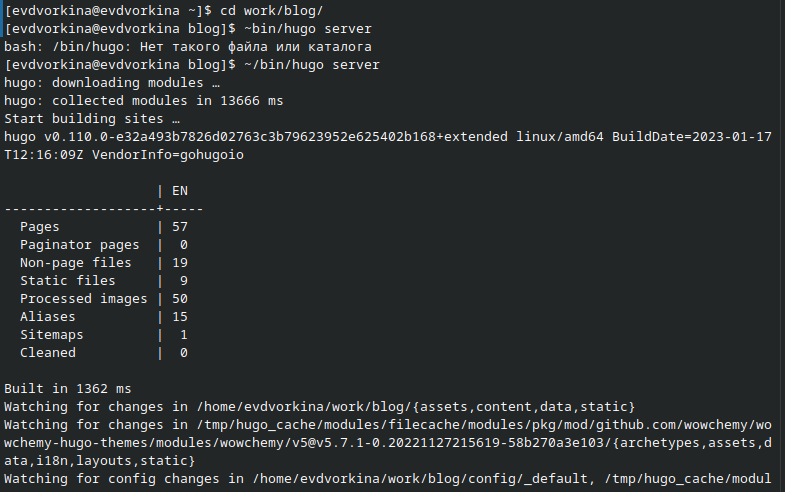 [evdvorkina@evdvorkina ~]$ cd work/blog/
[evdvorkina@evdvorkina blog]$ ~bin/hugo server
bash: /bin/hugo: Нет такого файла или каталога
[evdvorkina@evdvorkina blog]$ ~/bin/hugo server
hugo: downloading modules …
hugo: collected modules in 13666 ms
Start building sites …
hugo v0.110.0-e32a493b7826d02763c3b79623952e625402b168+extended linux/amd64 BuildDate=2023-01-17
T12:16:09Z VendorInfo=gohugoio
| EN
-------------------+-----
Pages | 57
Paginator pages | 0
Non-page files | 19
Static files | 9
Processed images | 50
Aliases | 15
Sitemaps | 1
Cleaned | 0
Built in 1362 ms
Watching for changes in /home/evdvorkina/work/blog/{assets,content,data,static}
Watching for changes in /tmp/hugo_cache/modules/filecache/modules/pkg/mod/github.com/wowchemy/wo
wchemy-hugo-themes/modules/wowchemy/v5@v5.7.1-0.20221127215619-58b270a3e103/{archetypes,assets,d
ata,i18n,layouts,static}
Watching for config changes in /home/evdvorkina/work/blog/config/_default, /tmp/hugo_cache/modul